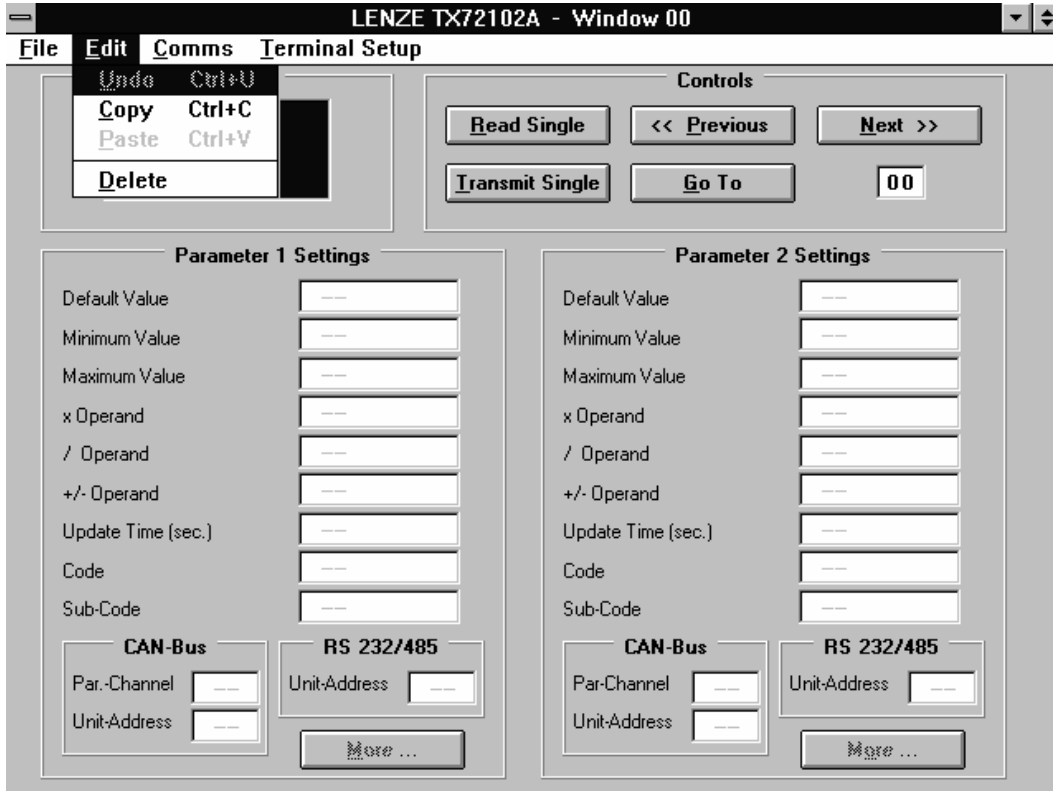 LENZE TX72102A - Window 00
File Edit Comms Terminal Setup
Undo Ctrl+U
Copy Ctrl+C
Paste Ctrl+V
Delete
Controls
Read Single << Previous Next >>
Transmit Single Go To 00
Parameter 1 Settings
Default Value --
Minimum Value --
Maximum Value --
x Operand --
/ Operand --
+/- Operand --
Update Time (sec.) --
Code --
Sub-Code --
CAN-Bus
Par.-Channel --
Unit-Address --
RS 232/485
Unit-Address --
More ...
Parameter 2 Settings
Default Value --
Minimum Value --
Maximum Value --
x Operand --
/ Operand --
+/- Operand --
Update Time (sec.) --
Code --
Sub-Code --
CAN-Bus
Par-Channel --
Unit-Address --
RS 232/485
Unit-Address --
More ...